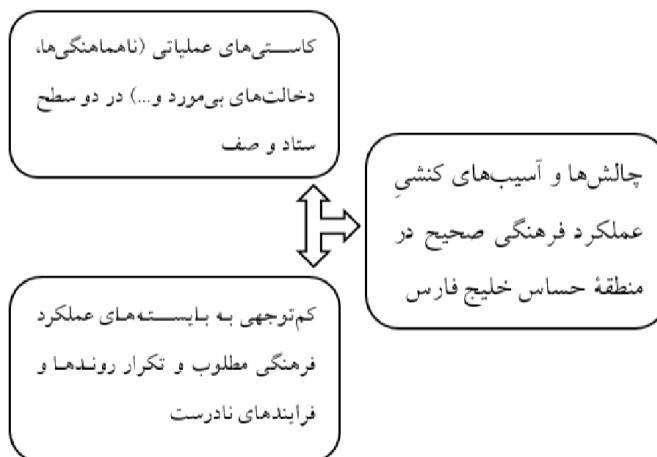 کاستی‌های عملیاتی (ناهماهنگی‌ها،
دخالت‌های بی‌مورد و...) در دو سطح
ستاد و صف
چالش‌ها و آسیب‌های کنشیِ
عملکرد فرهنگی صحیح در
منطقهٔ حساس خلیج فارس
کم‌توجهی به بایسته‌های عملکرد
فرهنگی مطلوب و تکرار روندها و
فرایندهای نادرست